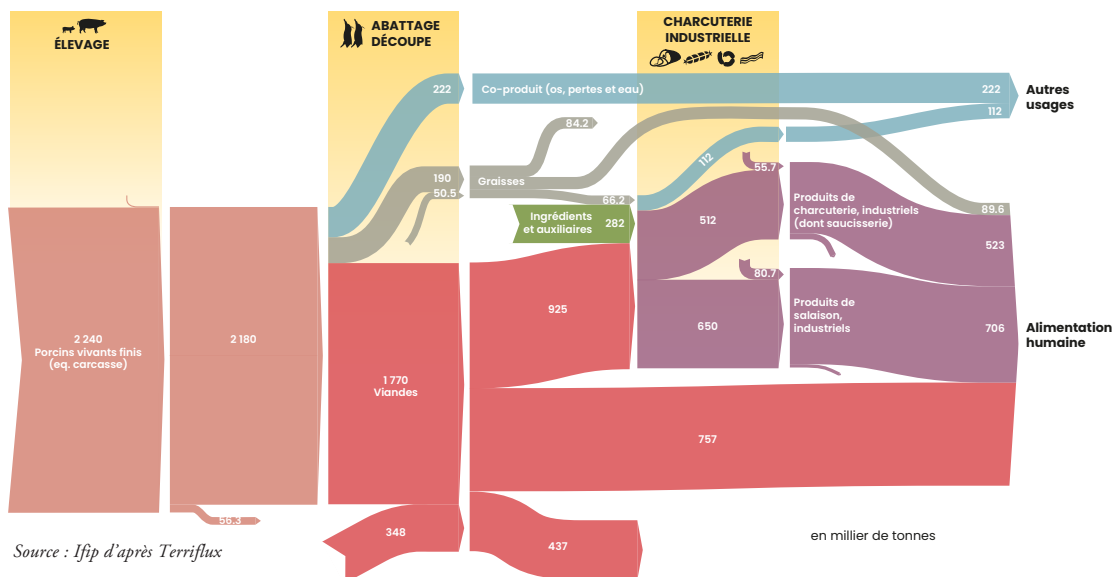 ÉLEVAGE
ABATTAGE
DÉCOUPE
CHARCUTERIE
INDUSTRIELLE
222
Co-produit (os, pertes et eau)
222
Autres
usages
112
84.2
112
190
Graisses
50.5
66.2
55.7
Ingrédients
et auxiliaires
282
512
Produits de
charcuterie, industriels
(dont saucisserie)
89.6
523
80.7
2 240
Porcins vivants finis
(eq. carcasse)
2 180
1 770
Viandes
925
650
Produits de
salaison,
industriels
706
Alimentation
humaine
757
56.3
348
437
en millier de tonnes
Source : Ifip d'après Terriflux